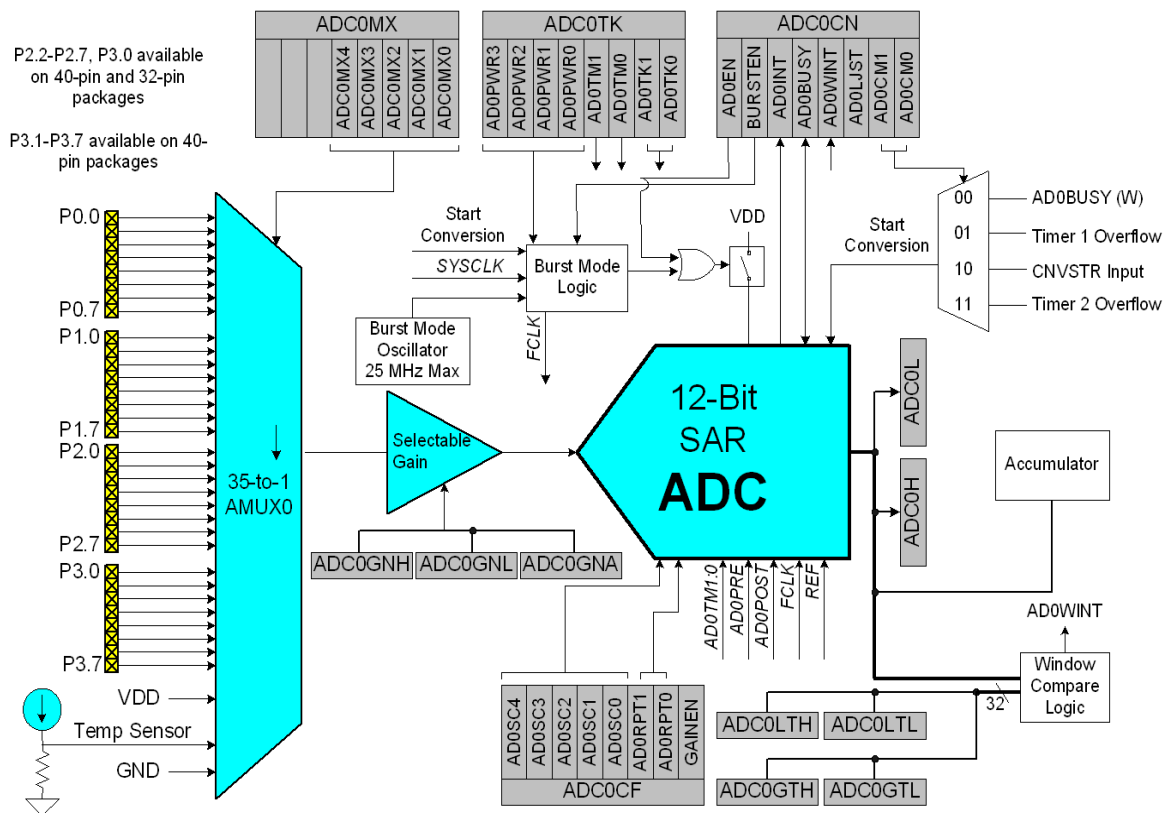 P2.2-P2.7, P3.0 available
on 40-pin and 32-pin
packages
P3.1-P3.7 available on 40-
pin packages
ADC0MX
ADC0MX4
ADC0MX3
ADC0MX2
ADC0MX1
ADC0MX0
ADC0TK
AD0PWR3
AD0PWR2
AD0PWR1
AD0PWR0
AD0TM1
AD0TM0
AD0TK1
AD0TK0
ADC0CN
AD0EN
BURSTEN
AD0INT
AD0BUSY
AD0WINT
AD0LJST
AD0CM1
AD0CM0
P0.0
P0.7
P1.0
P1.7
P2.0
P2.7
P3.0
P3.7
VDD
Temp Sensor
GND
35-to-1
AMUX0
Start
Conversion
SYSCLK
Burst Mode
Logic
Burst Mode
Oscillator
25 MHz Max
FCLK
VDD
Start
Conversion
00
01
10
11
AD0BUSY (W)
Timer 1 Overflow
CNVSTR Input
Timer 2 Overflow
Selectable
Gain
12-Bit
SAR
ADC
ADC0L
ADC0H
Accumulator
ADC0GNH
ADC0GNL
ADC0GNA
AD0TM1:0
AD0PRE
AD0POST
FCLK
REF
AD0WINT
Window
Compare
Logic
32
AD0SC4
AD0SC3
AD0SC2
AD0SC1
AD0SC0
AD0RPT1
AD0RPT0
GAINEN
ADC0CF
ADC0LTH
ADC0LTL
ADC0GTH
ADC0GTL